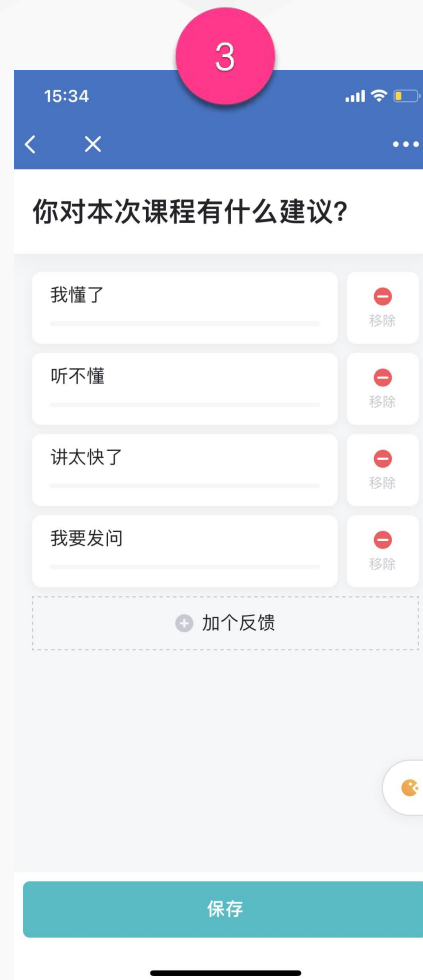 3
15:34
你对本次课程有什么建议?
我懂了
移除
听不懂
移除
讲太快了
移除
我要发问
移除
加个反馈
保存